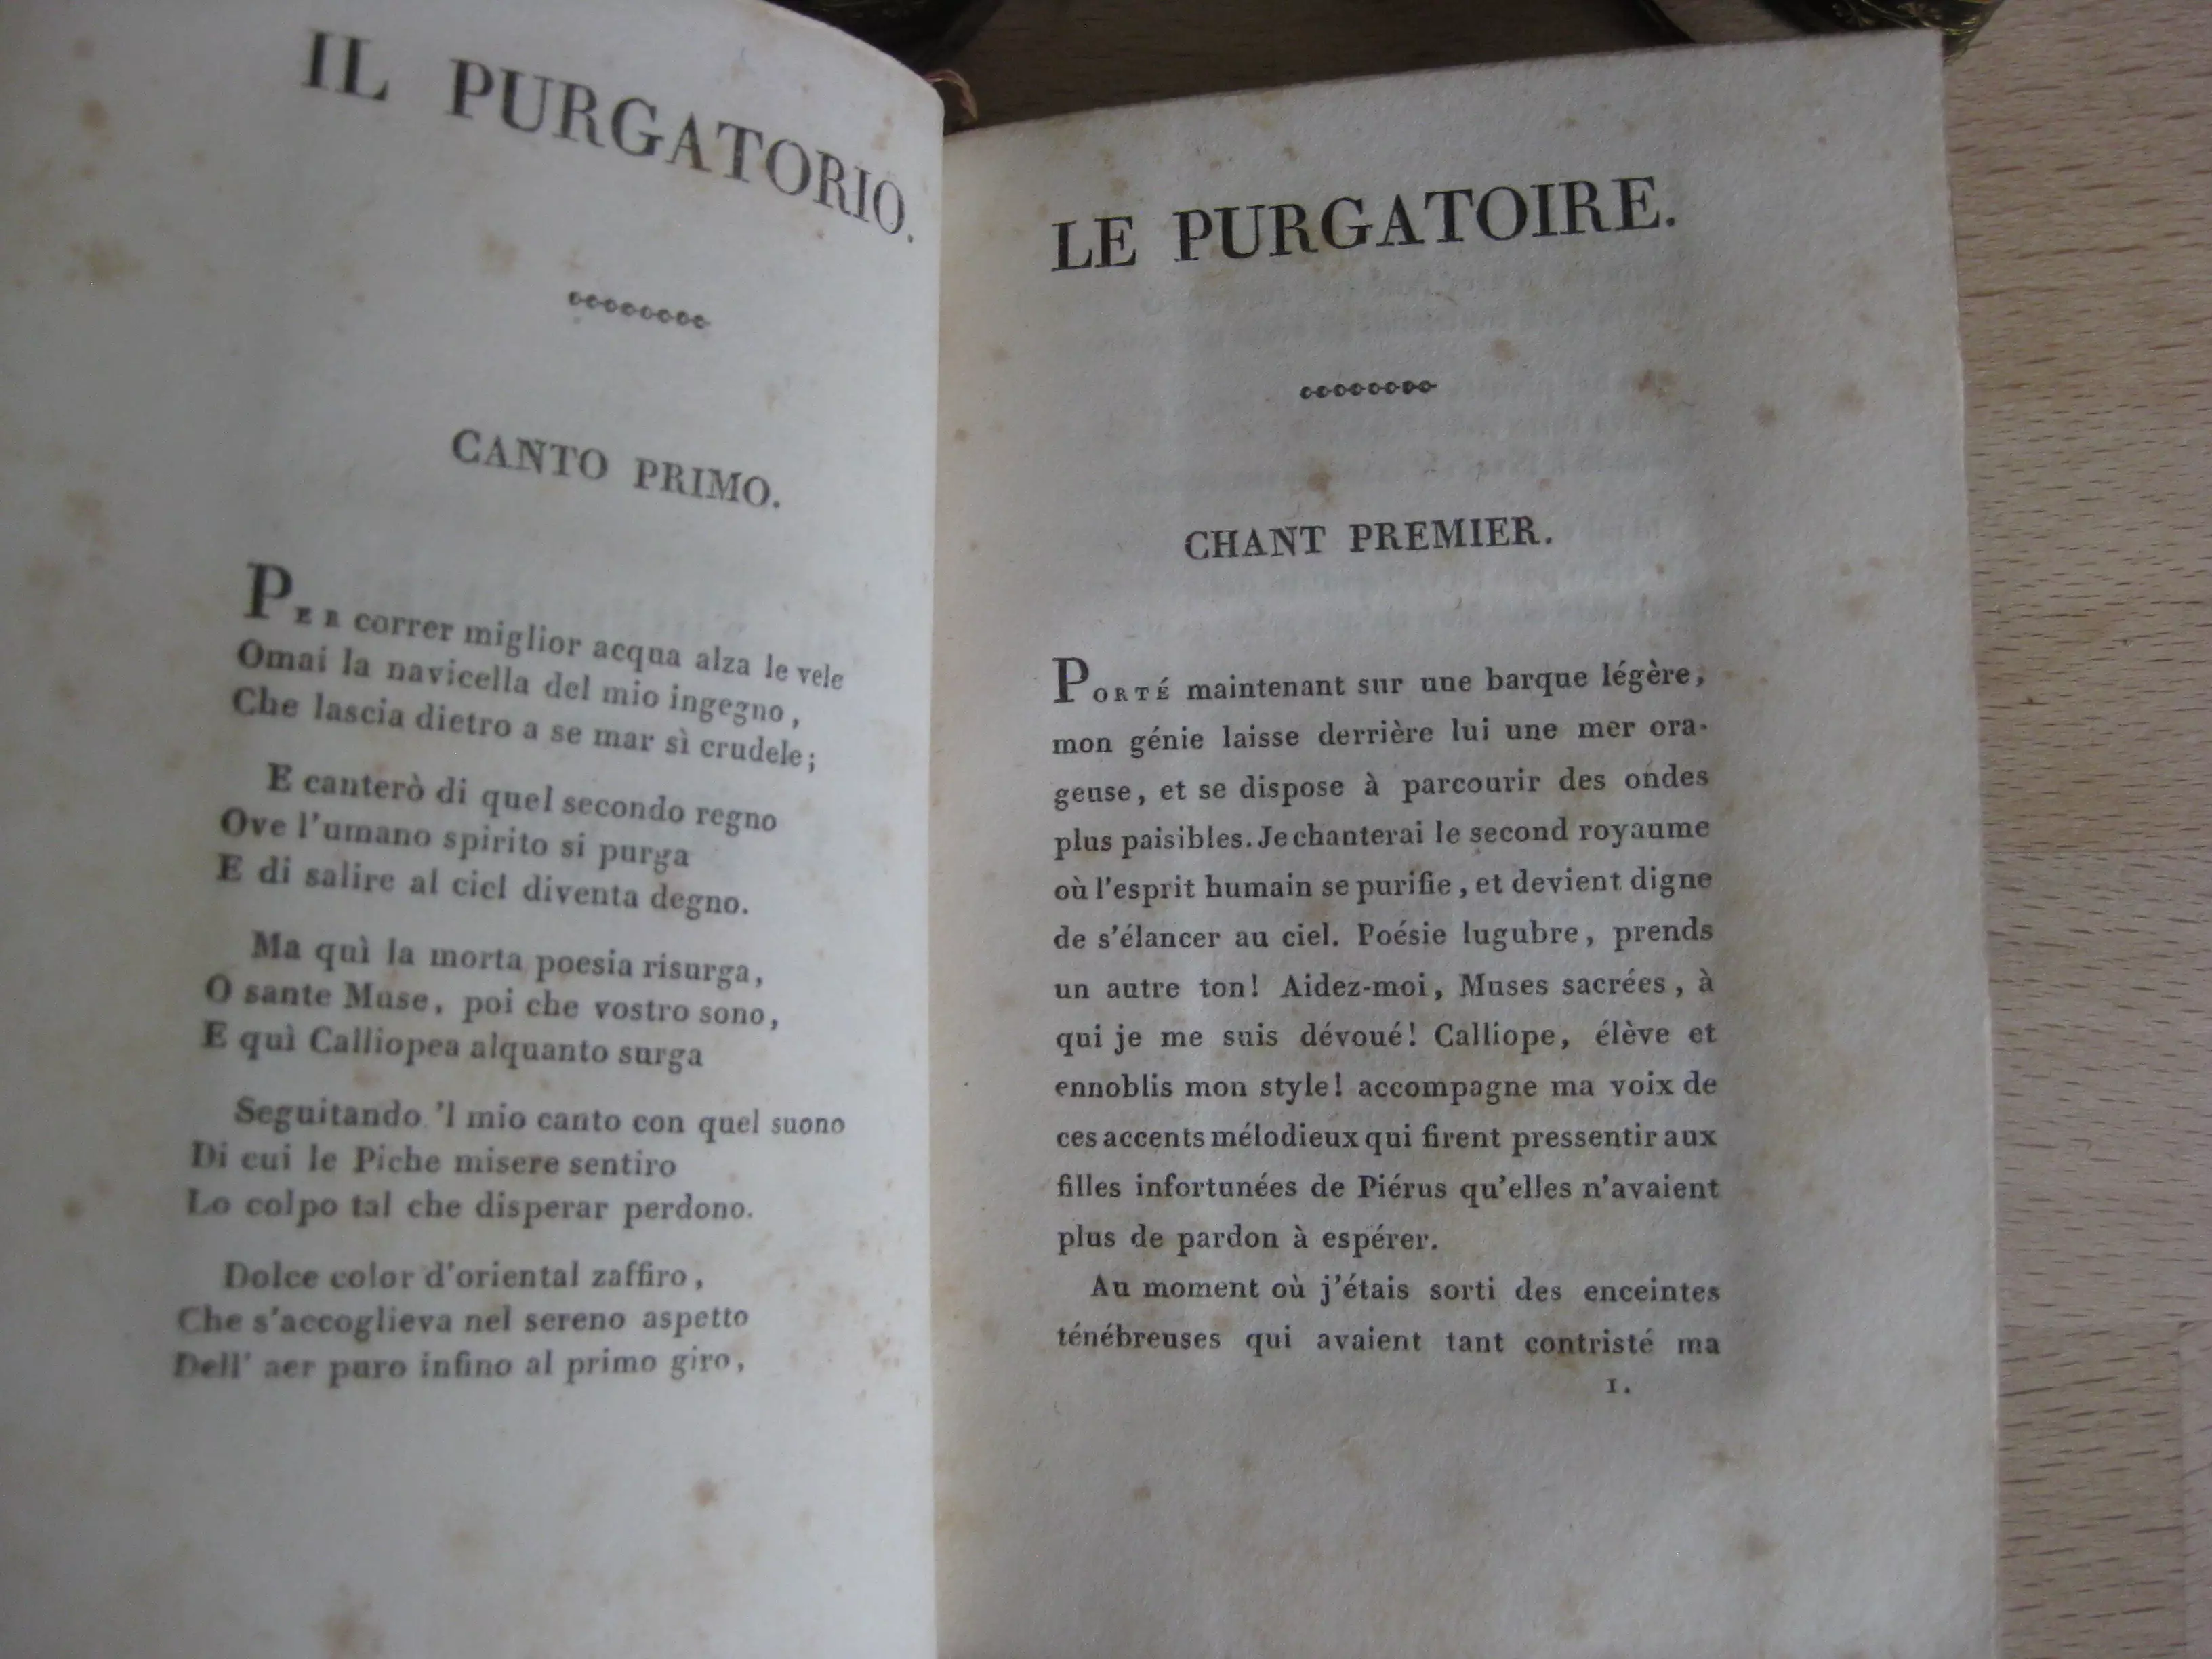 IL PURGATORIO.
CANTO PRIMO.
PER correr miglior acqua alza le vele
Omai la navicella del mio ingegno,
Che lascia dietro a se mar sì crudele;
E canterò di quel secondo regno
Ove l'umano spirito si purga
E di salire al ciel diventa degno.
Ma quì la morta poesia risurga,
O sante Muse, poi che vostro sono,
E quì Calliopea alquanto surga
Seguitando 'l mio canto con quel suono
Di cui le Piche misere sentiro
Lo colpo tal che disperar perdono.
Dolce color d'oriental zaffiro,
Che s'accoglieva nel sereno aspetto
Dell' aer puro infino al primo giro,
LE PURGATOIRE.
CHANT PREMIER.
PORTÉ maintenant sur une barque légère,
mon génie laisse derrière lui une mer ora-
geuse, et se dispose à parcourir des ondes
plus paisibles. Je chanterai le second royaume
où l'esprit humain se purifie, et devient digne
de s'élancer au ciel. Poésie lugubre, prends
un autre ton! Aidez-moi, Muses sacrées, à
qui je me suis dévoué! Calliope, élève et
ennoblis mon style! accompagne ma voix de
ces accents mélodieux qui firent pressentir aux
filles infortunées de Piérus qu'elles n'avaient
plus de pardon à espérer.
Au moment où j'étais sorti des enceintes
ténébreuses qui avaient tant contristé ma
1.